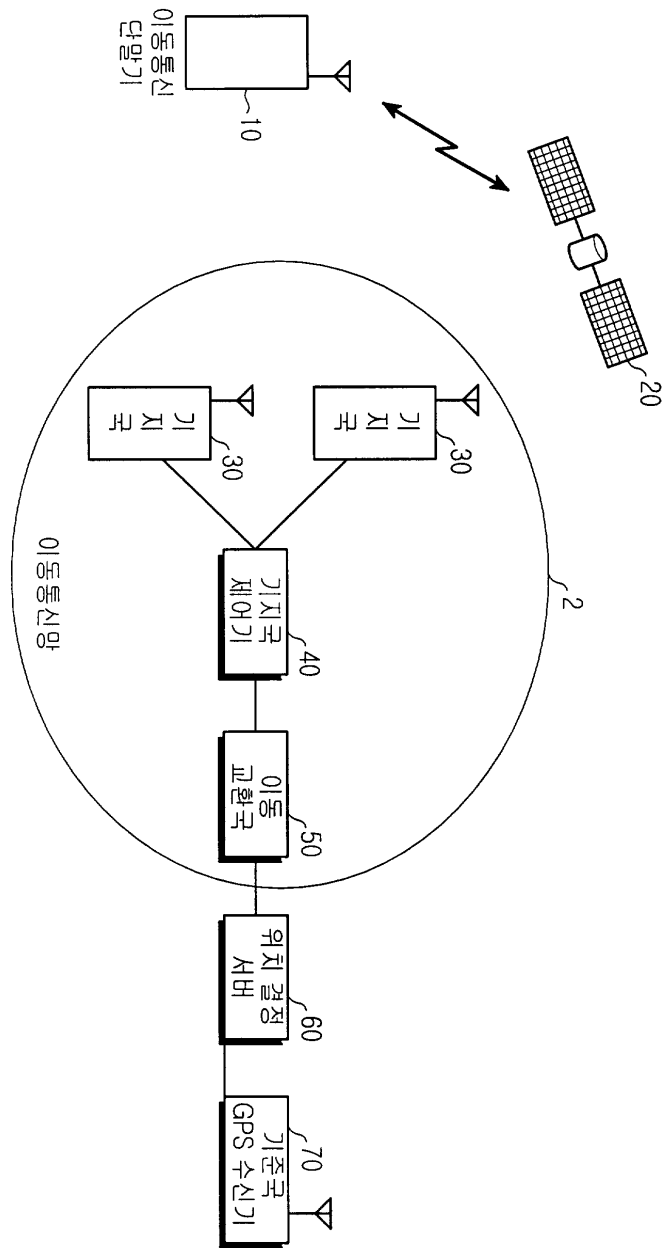 이동통신
단말기
10
20
기지국
30
기지국
30
2
기지국
제어기
40
이동
교환국
50
이동통신망
위치 결정
서버
60
기준국
GPS 수신기
70